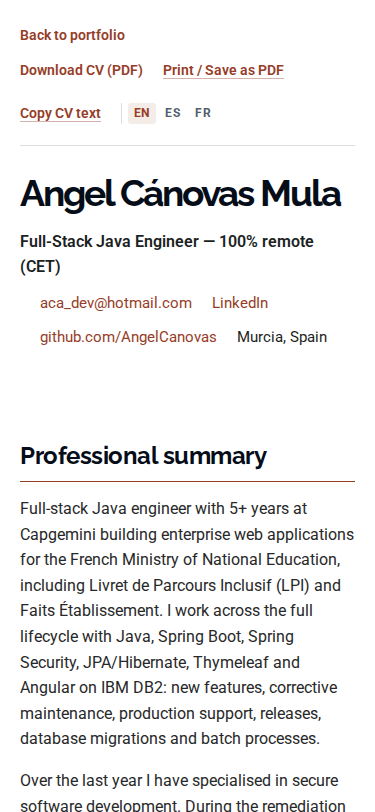 Back to portfolio
Download CV (PDF) Print / Save as PDF
Copy CV text EN ES FR
Angel Cánovas Mula
Full-Stack Java Engineer — 100% remote
(CET)
aca_dev@hotmail.com LinkedIn
github.com/AngelCanovas Murcia, Spain
Professional summary
Full-stack Java engineer with 5+ years at
Capgemini building enterprise web applications
for the French Ministry of National Education,
including Livret de Parcours Inclusif (LPI) and
Faits Établissement. I work across the full
lifecycle with Java, Spring Boot, Spring
Security, JPA/Hibernate, Thymeleaf and
Angular on IBM DB2: new features, corrective
maintenance, production support, releases,
database migrations and batch processes.
Over the last year I have specialised in secure
software development. During the remediation